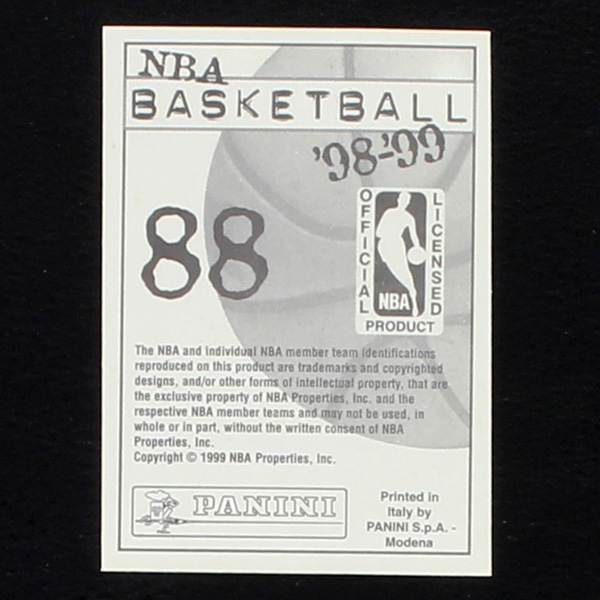 NBA
BASKETBALL
'98-'99
88
OFFICIAL
LICENSED
NBA
PRODUCT
The NBA and individual NBA member team identifications
reproduced on this product are trademarks and copyrighted
designs, and/or other forms of intellectual property, that are
the exclusive property of NBA Properties, Inc. and the
respective NBA member teams and may not be used, in
whole or in part, without the written consent of NBA
Properties, Inc.
Copyright © 1999 NBA Properties, Inc.
PANINI
Printed in
Italy by
PANINI S.p.A. -
Modena